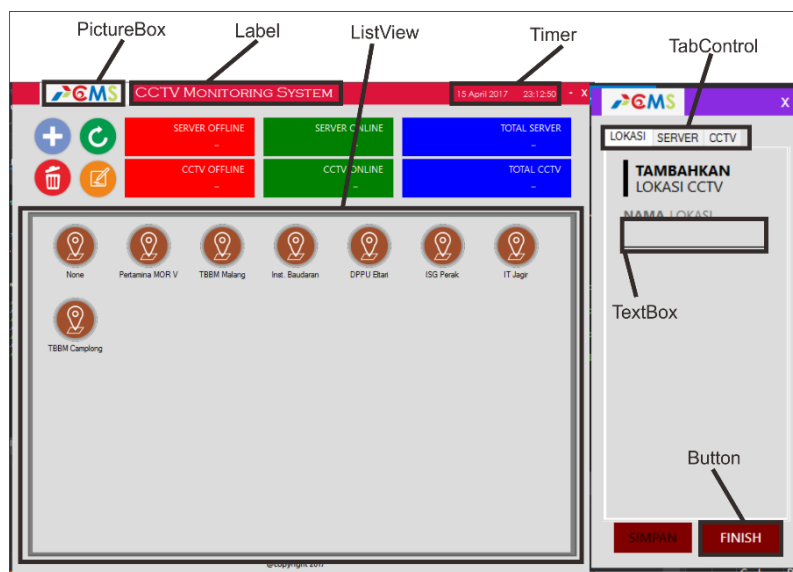 PictureBox
Label
ListView
Timer
TabControl
CMS
CCTV MONITORING SYSTEM
15 April 2017 23:12:50 - X
CMS
X
SERVER OFFLINE
–
SERVER ONLINE
–
TOTAL SERVER
–
CCTV OFFLINE
–
CCTV ONLINE
–
TOTAL CCTV
–
LOKASI SERVER CCTV
TAMBAHKAN
LOKASI CCTV
NAMA LOKASI
None
Pertamina MOR V
TBBM Malang
Inst. Baudaran
DPPU Eltari
ISG Perak
IT Jagir
TBBM Camplong
TextBox
Button
SIMPAN
FINISH
@copyright 2017